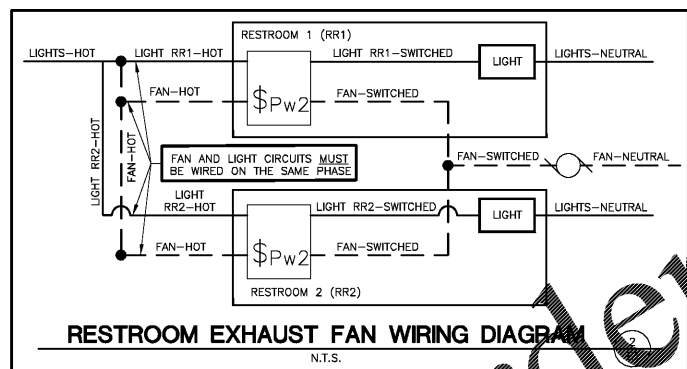 RESTROOM 1 (RR1)
LIGHTS-HOT
LIGHT RR1-HOT
LIGHT RR1-SWITCHED
LIGHT
LIGHTS-NEUTRAL
FAN-HOT
$PW2
FAN-SWITCHED
LIGHT RR2-HOT
FAN-HOT
FAN AND LIGHT CIRCUITS MUST
BE WIRED ON THE SAME PHASE
FAN-SWITCHED
FAN-NEUTRAL
LIGHT
RR2-HOT
LIGHT RR2-SWITCHED
LIGHT
LIGHTS-NEUTRAL
FAN-HOT
$PW2
FAN-SWITCHED
RESTROOM 2 (RR2)
RESTROOM EXHAUST FAN WIRING DIAGRAM
2
N.T.S.